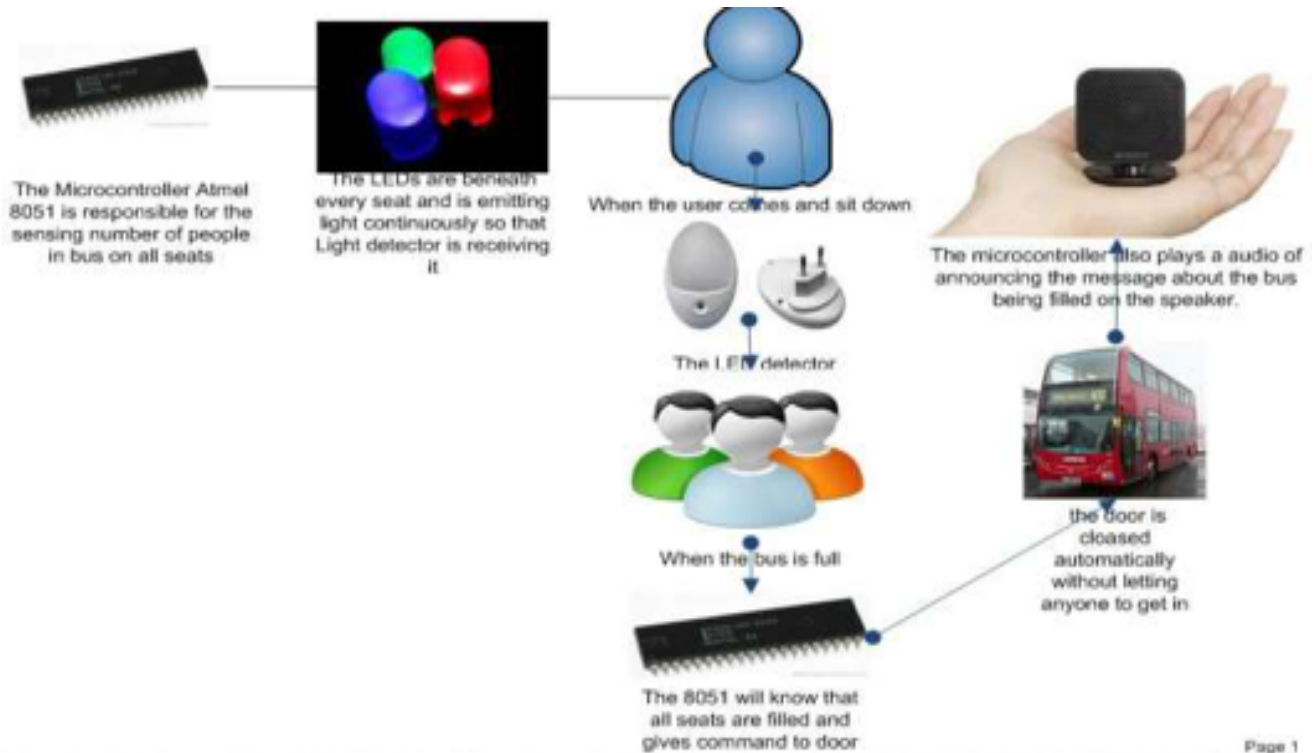 The Microcontroller Atmel
8051 is responsible for the
sensing number of people
in bus on all seats
The LEDs are beneath
every seat and is emitting
light continuously so that
Light detector is receiving
it
When the user comes and sit down
The LED detector
When the bus is full
The 8051 will know that
all seats are filled and
gives command to door
the door is
cloased
automatically
without letting
anyone to get in
The microcontroller also plays a audio of
announcing the message about the bus
being filled on the speaker.
Page 1